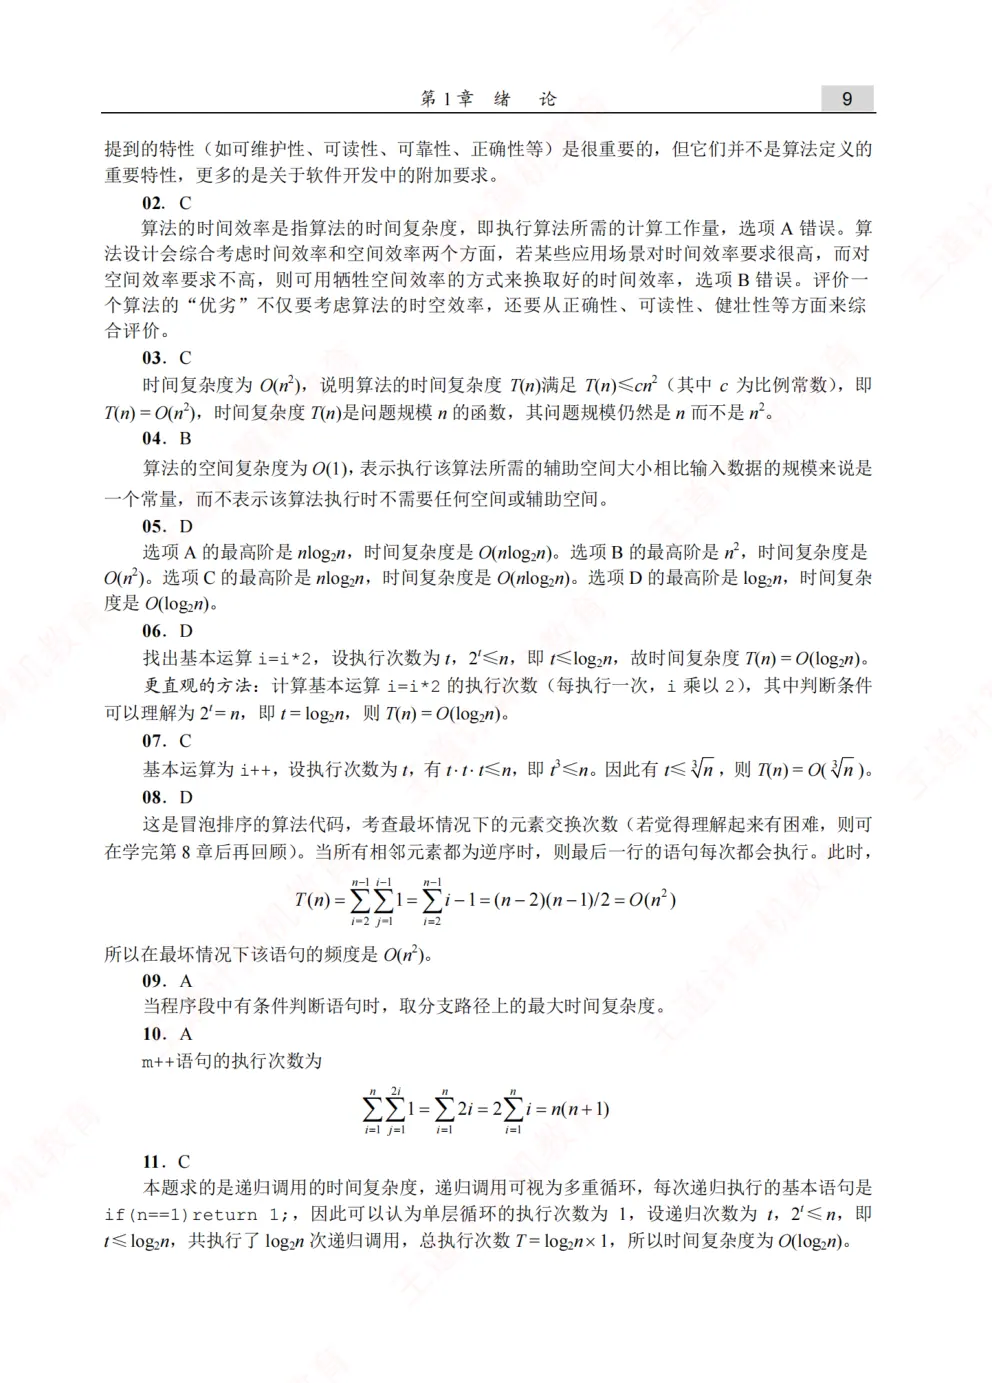 第 1 章 绪 论 9
提到的特性（如可维护性、可读性、可靠性、正确性等）是很重要的，但它们并不是算法定义的
重要特性，更多的是关于软件开发中的附加要求。
02. C
算法的时间效率是指算法的时间复杂度，即执行算法所需的计算工作量，选项 A 错误。算
法设计会综合考虑时间效率和空间效率两个方面，若某些应用场景对时间效率要求很高，而对
空间效率要求不高，则可用牺牲空间效率的方式来换取好的时间效率，选项 B 错误。评价一
个算法的“优劣”不仅要考虑算法的时空效率，还要从正确性、可读性、健壮性等方面来综
合评价。
03. C
时间复杂度为 O(n²)，说明算法的时间复杂度 T(n)满足 T(n)≤cn²（其中 c 为比例常数），即
T(n) = O(n²)，时间复杂度 T(n)是问题规模 n 的函数，其问题规模仍然是 n 而不是 n²。
04. B
算法的空间复杂度为 O(1)，表示执行该算法所需的辅助空间大小相比输入数据的规模来说是
一个常量，而不表示该算法执行时不需要任何空间或辅助空间。
05. D
选项 A 的最高阶是 nlog₂n，时间复杂度是 O(nlog₂n)。选项 B 的最高阶是 n²，时间复杂度是
O(n²)。选项 C 的最高阶是 nlog₂n，时间复杂度是 O(nlog₂n)。选项 D 的最高阶是 log₂n，时间复杂
度是 O(log₂n)。
06. D
找出基本运算 i=i*2，设执行次数为 t，2ᵗ≤n，即 t≤log₂n，故时间复杂度 T(n) = O(log₂n)。
更直观的方法：计算基本运算 i=i*2 的执行次数（每执行一次，i 乘以 2），其中判断条件
可以理解为 2ᵗ = n，即 t = log₂n，则 T(n) = O(log₂n)。
07. C
基本运算为 i++，设执行次数为 t，有 t·t·t≤n，即 t³≤n。因此有 t≤∛n，则 T(n) = O(∛n)。
08. D
这是冒泡排序的算法代码，考查最坏情况下的元素交换次数（若觉得理解起来有困难，则可
在学完第 8 章后再回顾）。当所有相邻元素都为逆序时，则最后一行的语句每次都会执行。此时，
T(n) = ∑_{i=2}^{n−1} ∑_{j=1}^{i−1} 1 = ∑_{i=2}^{n−1} i − 1 = (n − 2)(n − 1)/2 = O(n²)
所以在最坏情况下该语句的频度是 O(n²)。
09. A
当程序段中有条件判断语句时，取分支路径上的最大时间复杂度。
10. A
m++语句的执行次数为
∑_{i=1}^{n} ∑_{j=1}^{2i} 1 = ∑_{i=1}^{n} 2i = 2∑_{i=1}^{n} i = n(n + 1)
11. C
本题求的是递归调用的时间复杂度，递归调用可视为多重循环，每次递归执行的基本语句是
if(n==1)return 1;，因此可以认为单层循环的执行次数为 1，设递归次数为 t，2ᵗ≤n，即
t≤log₂n，共执行了 log₂n 次递归调用，总执行次数 T = log₂n×1，所以时间复杂度为 O(log₂n)。